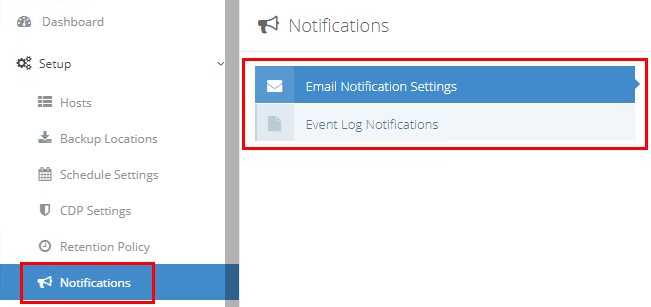 Dashboard
Setup
Hosts
Backup Locations
Schedule Settings
CDP Settings
Retention Policy
Notifications
Notifications
Email Notification Settings
Event Log Notifications